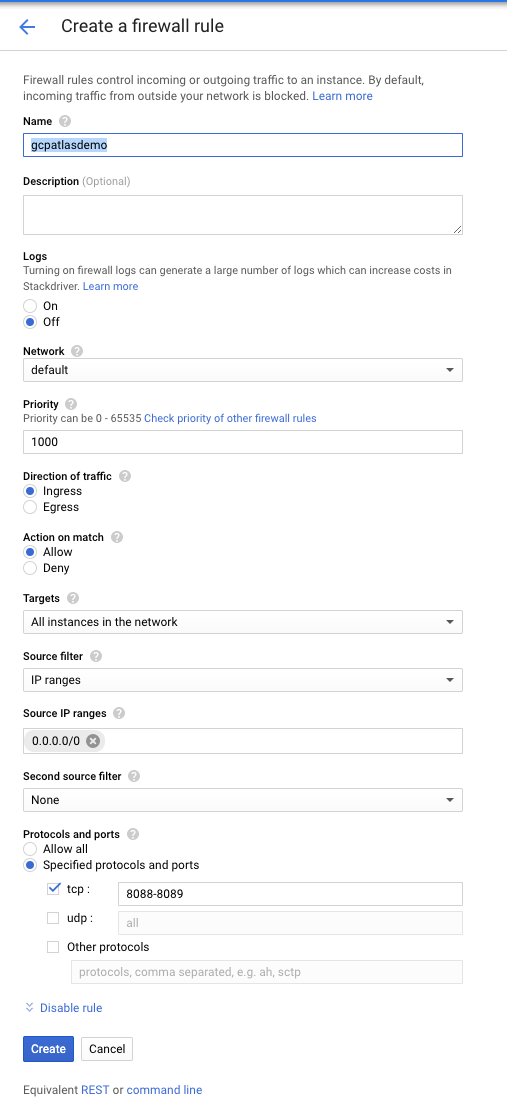 Create a firewall rule
Firewall rules control incoming or outgoing traffic to an instance. By default,
incoming traffic from outside your network is blocked. Learn more
Name
gcpatlasdemo
Description (Optional)
Logs
Turning on firewall logs can generate a large number of logs which can increase costs in
Stackdriver. Learn more
On
Off
Network
default
Priority
Priority can be 0 - 65535 Check priority of other firewall rules
1000
Direction of traffic
Ingress
Egress
Action on match
Allow
Deny
Targets
All instances in the network
Source filter
IP ranges
Source IP ranges
0.0.0.0/0
Second source filter
None
Protocols and ports
Allow all
Specified protocols and ports
tcp : 8088-8089
udp : all
Other protocols
protocols, comma separated, e.g. ah, sctp
Disable rule
Create Cancel
Equivalent REST or command line